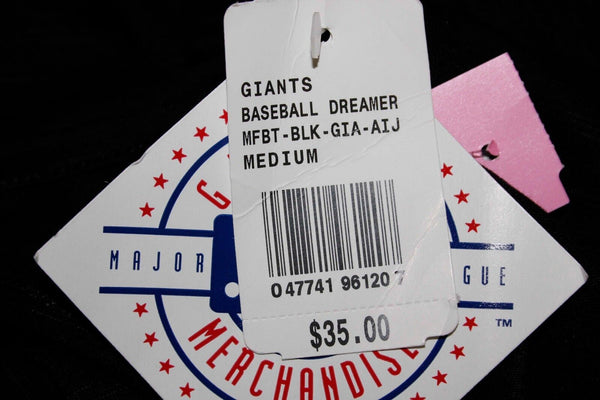 GIANTS
BASEBALL DREAMER
MFBT-BLK-GIA-AIJ
MEDIUM
0 47741 96120 7
$35.00
MAJOR
GUE
TM
MERCHANDISE